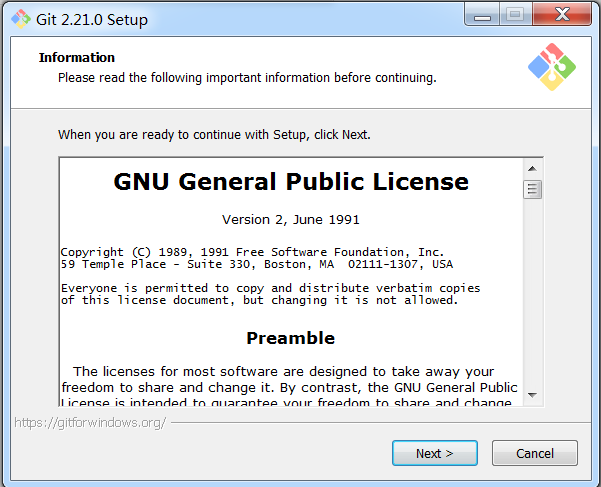 Git 2.21.0 Setup
Information
Please read the following important information before continuing.
When you are ready to continue with Setup, click Next.
GNU General Public License
Version 2, June 1991
Copyright (C) 1989, 1991 Free Software Foundation, Inc.
59 Temple Place - Suite 330, Boston, MA  02111-1307, USA
Everyone is permitted to copy and distribute verbatim copies
of this license document, but changing it is not allowed.
Preamble
The licenses for most software are designed to take away your
freedom to share and change it. By contrast, the GNU General Public
License is intended to guarantee your freedom to share and change
https://gitforwindows.org/
Next >
Cancel